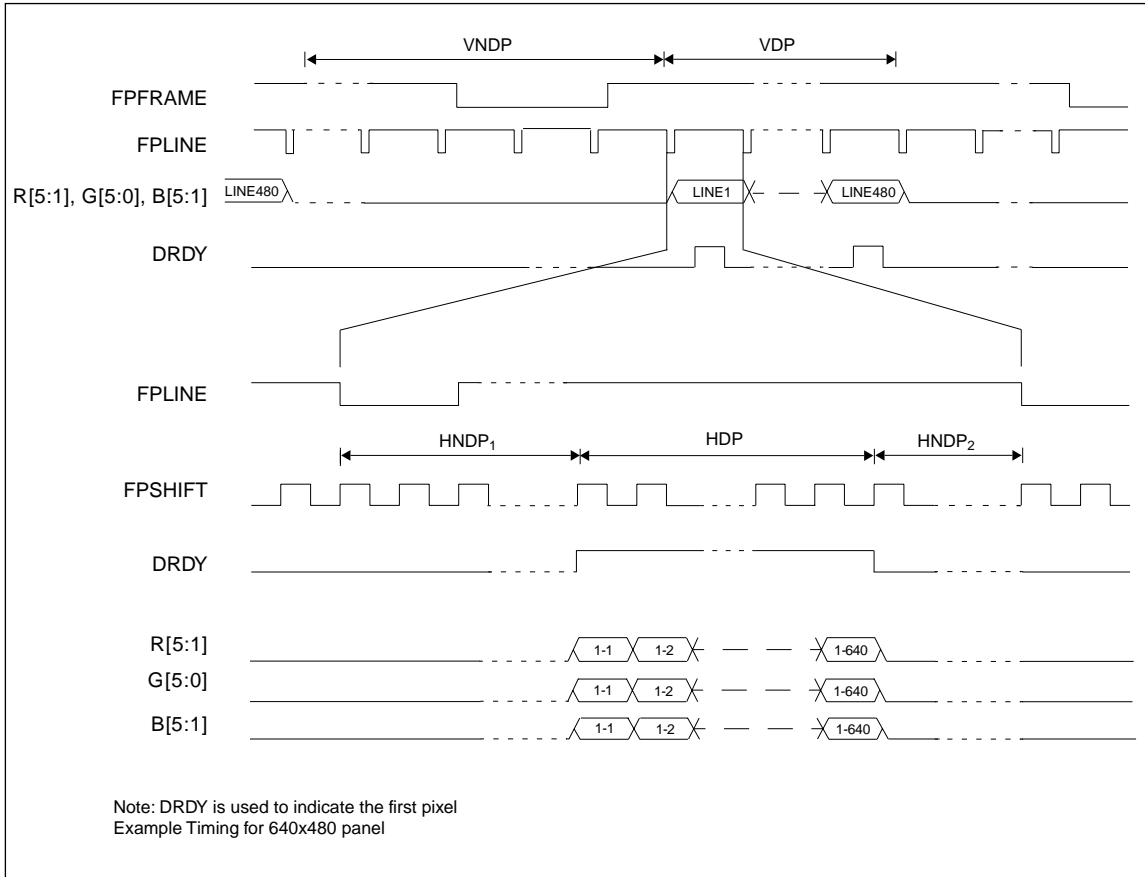 VNDP VDP
FPFRAME
FPLINE
R[5:1], G[5:0], B[5:1] LINE480 LINE1 LINE480
DRDY
FPLINE
HNDP₁ HDP HNDP₂
FPSHIFT
DRDY
R[5:1] 1-1 1-2 1-640
G[5:0] 1-1 1-2 1-640
B[5:1] 1-1 1-2 1-640
Note: DRDY is used to indicate the first pixel
Example Timing for 640x480 panel